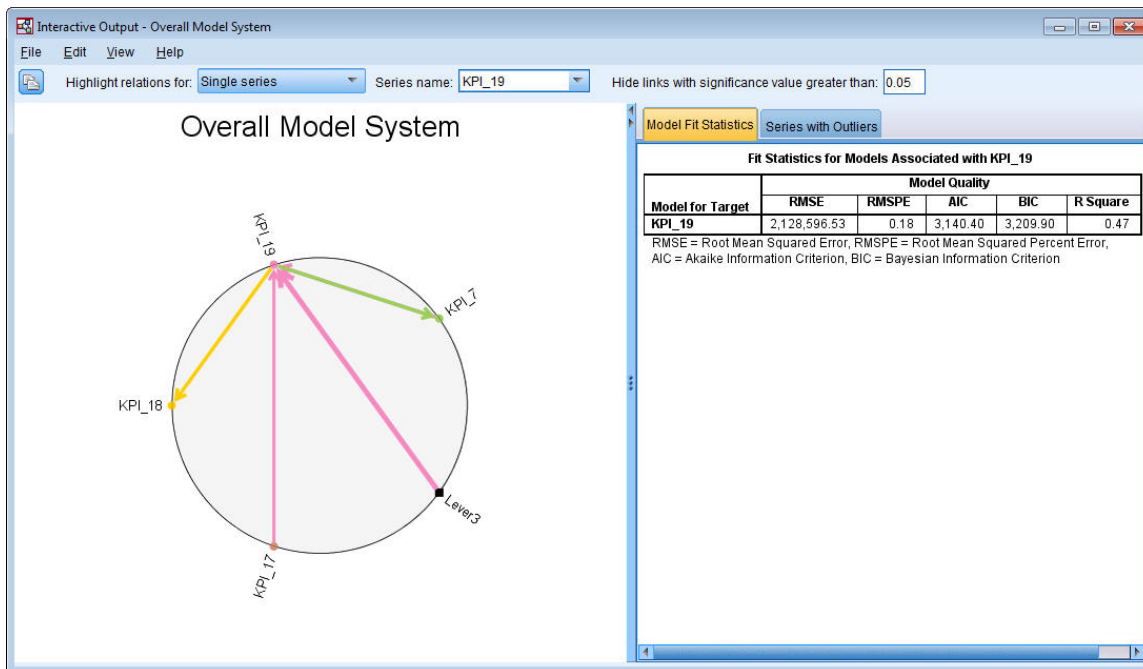 Interactive Output - Overall Model System
File Edit View Help
Highlight relations for: Single series Series name: KPI_19 Hide links with significance value greater than: 0.05
Overall Model System
KPI_19
KPI_7
KPI_18
Lever3
KPI_17
Model Fit Statistics Series with Outliers
Fit Statistics for Models Associated with KPI_19
Model Quality
Model for Target RMSE RMSPE AIC BIC R Square
KPI_19 2,128,596.53 0.18 3,140.40 3,209.90 0.47
RMSE = Root Mean Squared Error, RMSPE = Root Mean Squared Percent Error,
AIC = Akaike Information Criterion, BIC = Bayesian Information Criterion